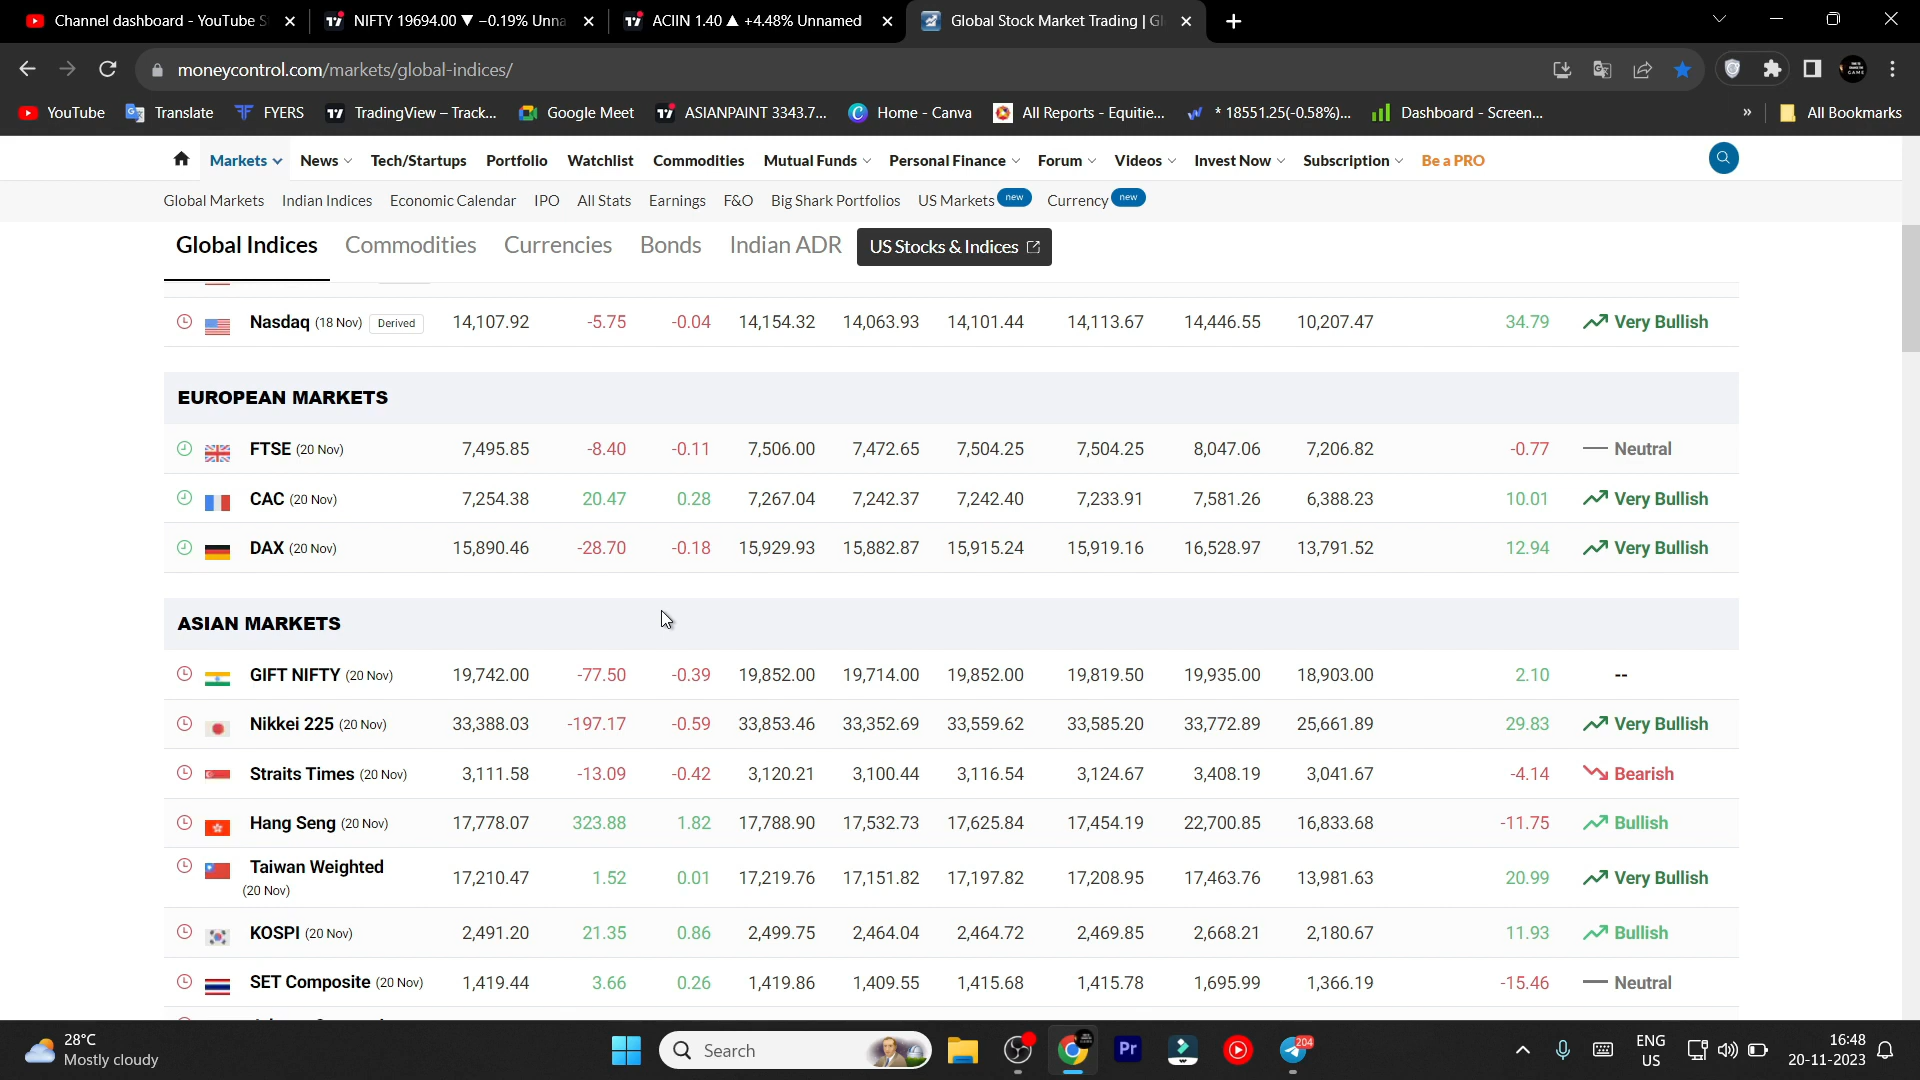 Channel dashboard - YouTube S
NIFTY 19694.00 ▼ −0.19% Unna
ACIIN 1.40 ▲ +4.48% Unnamed
Global Stock Market Trading | Gl
moneycontrol.com/markets/global-indices/
YouTube Translate FYERS TradingView – Track... Google Meet ASIANPAINT 3343.7... Home - Canva All Reports - Equitie... * 18551.25(-0.58%)... Dashboard - Screen... » All Bookmarks
Markets News Tech/Startups Portfolio Watchlist Commodities Mutual Funds Personal Finance Forum Videos Invest Now Subscription Be a PRO
Global Markets Indian Indices Economic Calendar IPO All Stats Earnings F&O Big Shark Portfolios US Markets new Currency new
Global Indices Commodities Currencies Bonds Indian ADR US Stocks & Indices
Nasdaq (18 Nov) Derived 14,107.92 -5.75 -0.04 14,154.32 14,063.93 14,101.44 14,113.67 14,446.55 10,207.47 34.79 Very Bullish
EUROPEAN MARKETS
FTSE (20 Nov) 7,495.85 -8.40 -0.11 7,506.00 7,472.65 7,504.25 7,504.25 8,047.06 7,206.82 -0.77 Neutral
CAC (20 Nov) 7,254.38 20.47 0.28 7,267.04 7,242.37 7,242.40 7,233.91 7,581.26 6,388.23 10.01 Very Bullish
DAX (20 Nov) 15,890.46 -28.70 -0.18 15,929.93 15,882.87 15,915.24 15,919.16 16,528.97 13,791.52 12.94 Very Bullish
ASIAN MARKETS
GIFT NIFTY (20 Nov) 19,742.00 -77.50 -0.39 19,852.00 19,714.00 19,852.00 19,819.50 19,935.00 18,903.00 2.10 --
Nikkei 225 (20 Nov) 33,388.03 -197.17 -0.59 33,853.46 33,352.69 33,559.62 33,585.20 33,772.89 25,661.89 29.83 Very Bullish
Straits Times (20 Nov) 3,111.58 -13.09 -0.42 3,120.21 3,100.44 3,116.54 3,124.67 3,408.19 3,041.67 -4.14 Bearish
Hang Seng (20 Nov) 17,778.07 323.88 1.82 17,788.90 17,532.73 17,625.84 17,454.19 22,700.85 16,833.68 -11.75 Bullish
Taiwan Weighted
(20 Nov) 17,210.47 1.52 0.01 17,219.76 17,151.82 17,197.82 17,208.95 17,463.76 13,981.63 20.99 Very Bullish
KOSPI (20 Nov) 2,491.20 21.35 0.86 2,499.75 2,464.04 2,464.72 2,469.85 2,668.21 2,180.67 11.93 Bullish
SET Composite (20 Nov) 1,419.44 3.66 0.26 1,419.86 1,409.55 1,415.68 1,415.78 1,695.99 1,366.19 -15.46 Neutral
28°C
Mostly cloudy
Search
Pr
204
ENG
US
16:48
20-11-2023